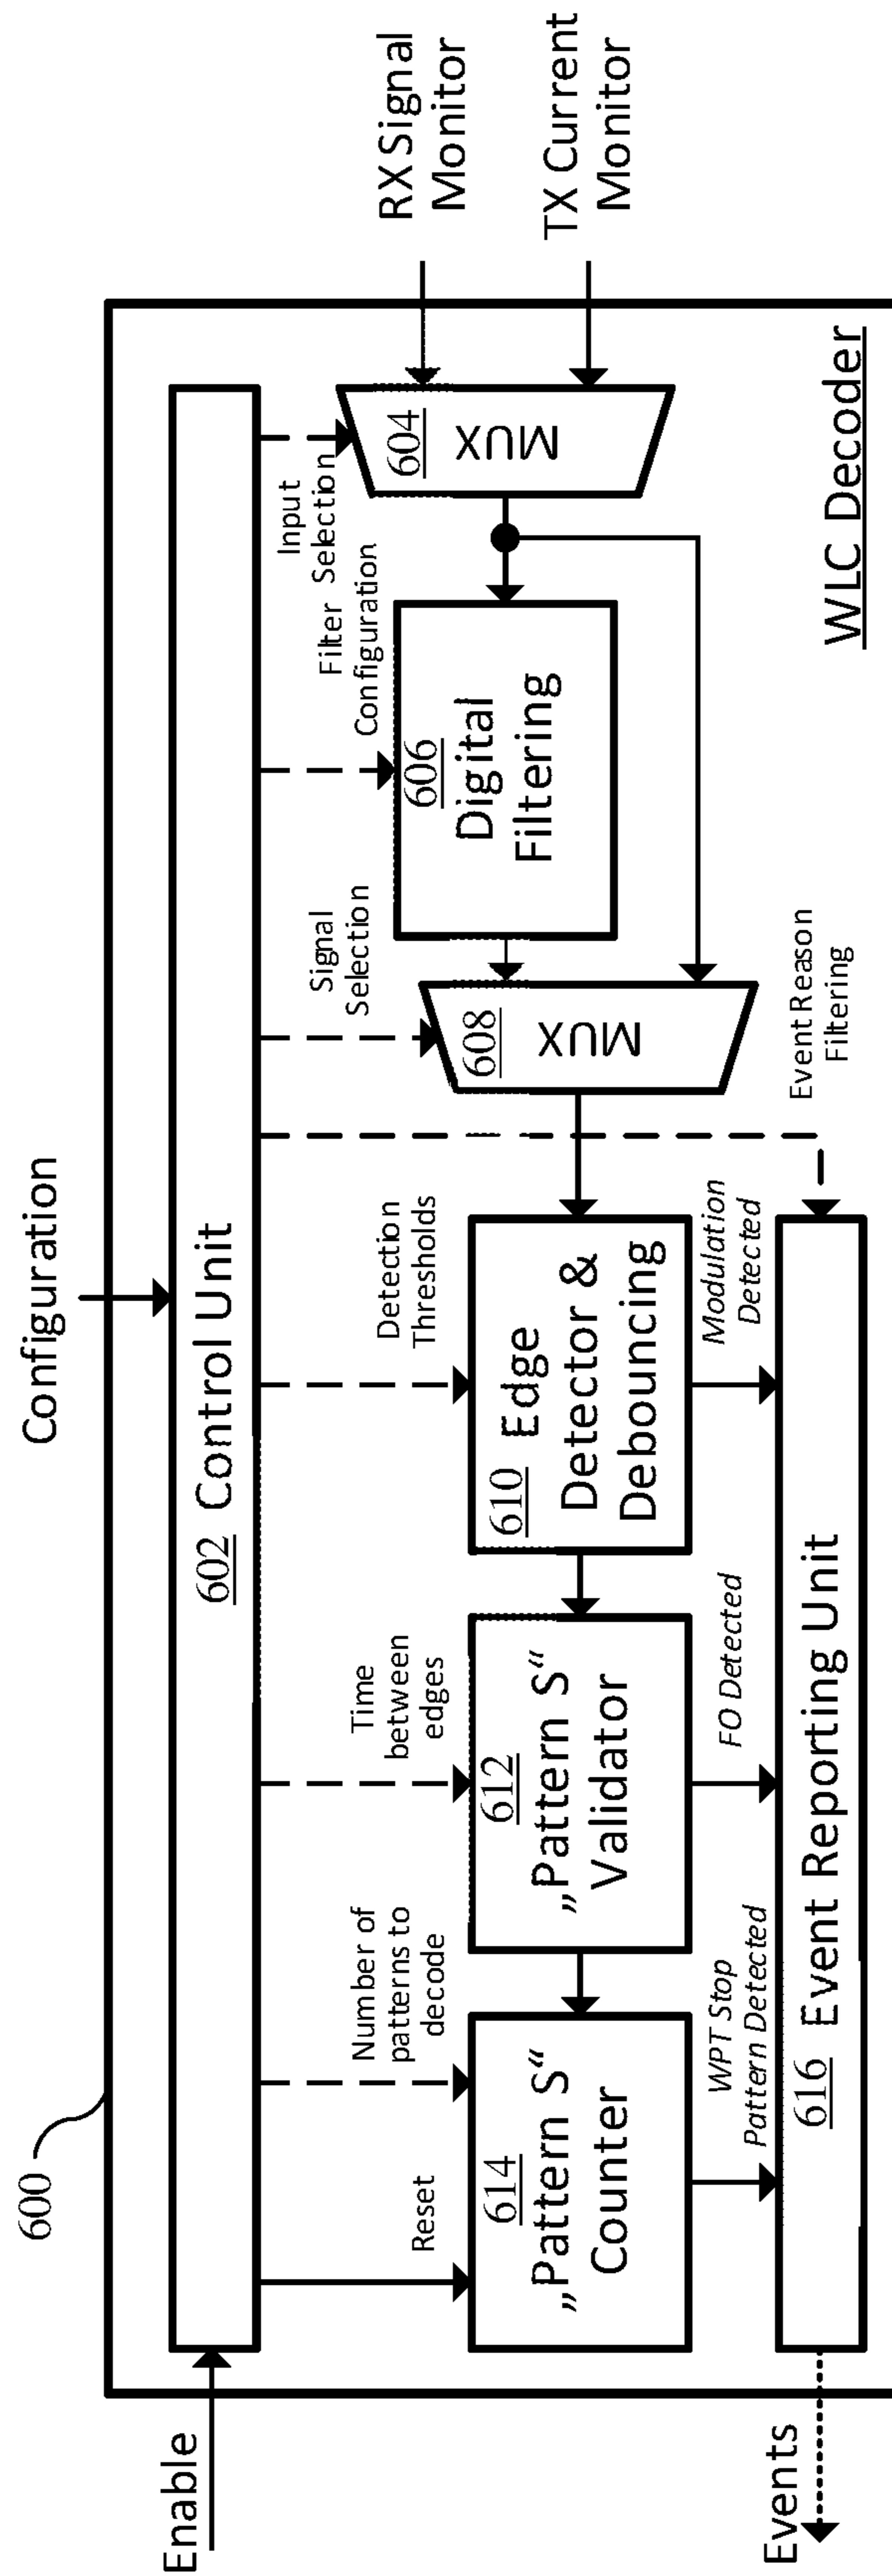 600
Configuration
Enable
602 Control Unit
Reset
Number of
patterns to
decode
Time
between
edges
Detection
Thresholds
Signal
Selection
Filter
Configuration
Input
Selection
614
„Pattern S“
Counter
612
„Pattern S“
Validator
610 Edge
Detector &
Debouncing
608
MUX
606
Digital
Filtering
604
MUX
RX Signal
Monitor
TX Current
Monitor
WPT Stop
Pattern Detected
FO Detected
Modulation
Detected
Event Reason
Filtering
616 Event Reporting Unit
Events
WLC Decoder